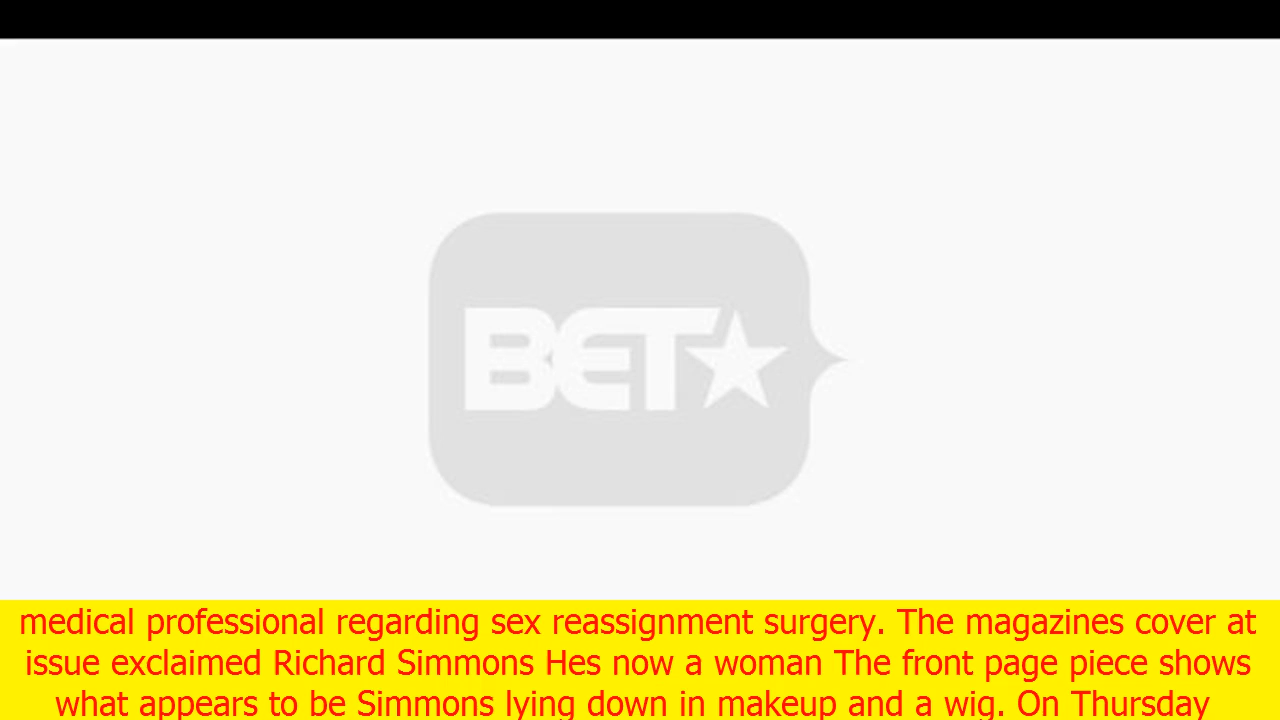 BET
medical professional regarding sex reassignment surgery. The magazines cover at
issue exclaimed Richard Simmons Hes now a woman The front page piece shows
what appears to be Simmons lying down in makeup and a wig. On Thursday